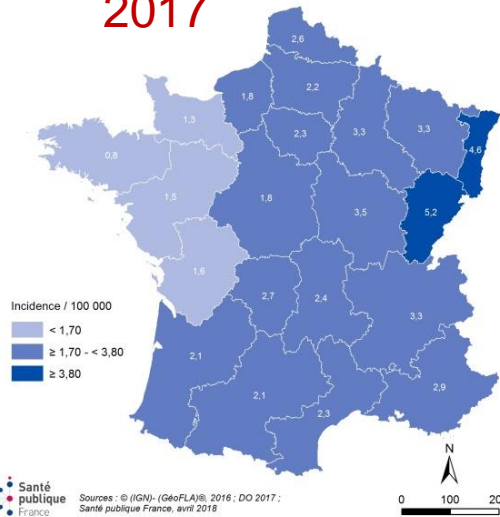 2017
2,6
2,2
1,8
1,3
2,3
3,3
3,3
4,6
0,8
1,5
1,8
3,5
5,2
1,6
2,7
2,4
3,3
2,1
2,1
2,3
2,9
Incidence / 100 000
< 1,70
≥ 1,70 - < 3,80
≥ 3,80
N
0 100 20
Santé
publique
France
Sources : © (IGN)- (GéoFLA)®, 2016 ; DO 2017 ;
Santé publique France, avril 2018